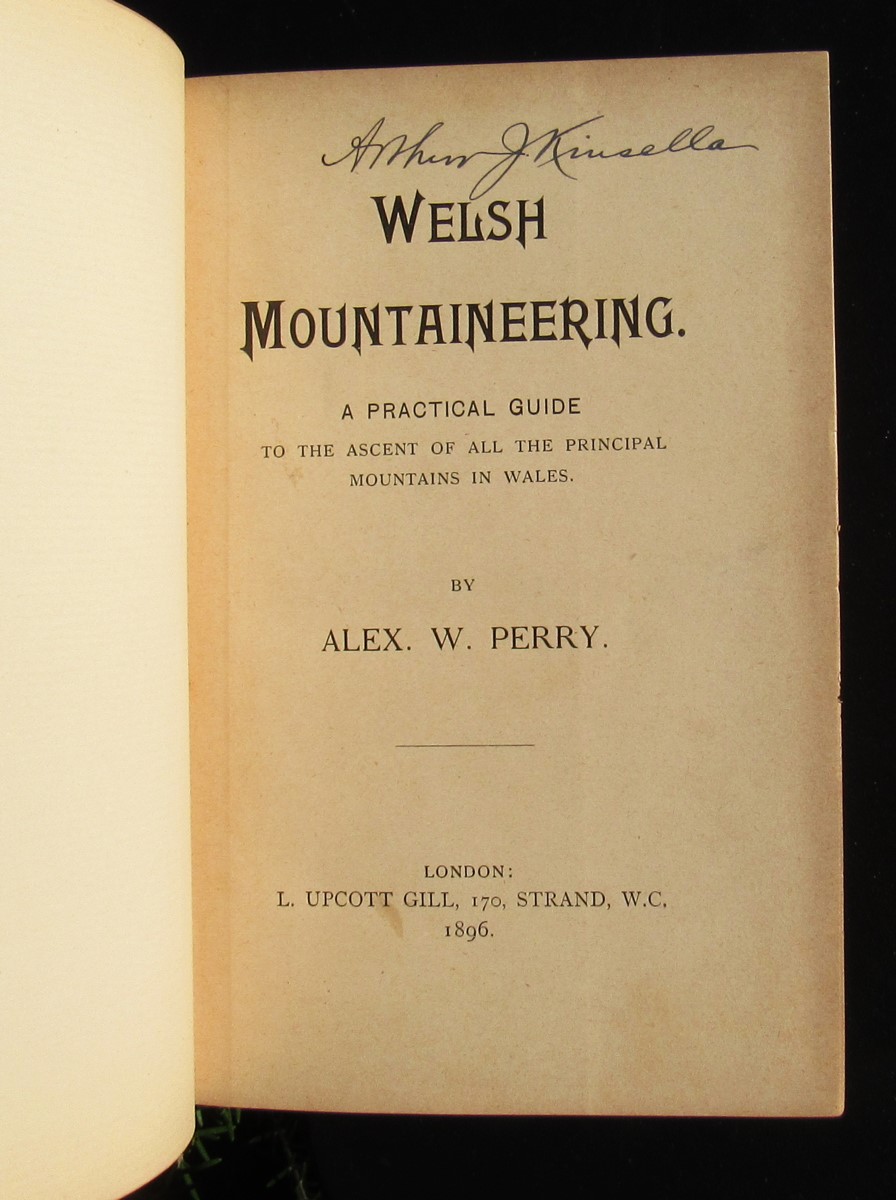 Arthur J. Kinsella
WELSH
MOUNTAINEERING.
A PRACTICAL GUIDE
TO THE ASCENT OF ALL THE PRINCIPAL
MOUNTAINS IN WALES.
BY
ALEX. W. PERRY.
LONDON:
L. UPCOTT GILL, 170, STRAND, W.C.
1896.